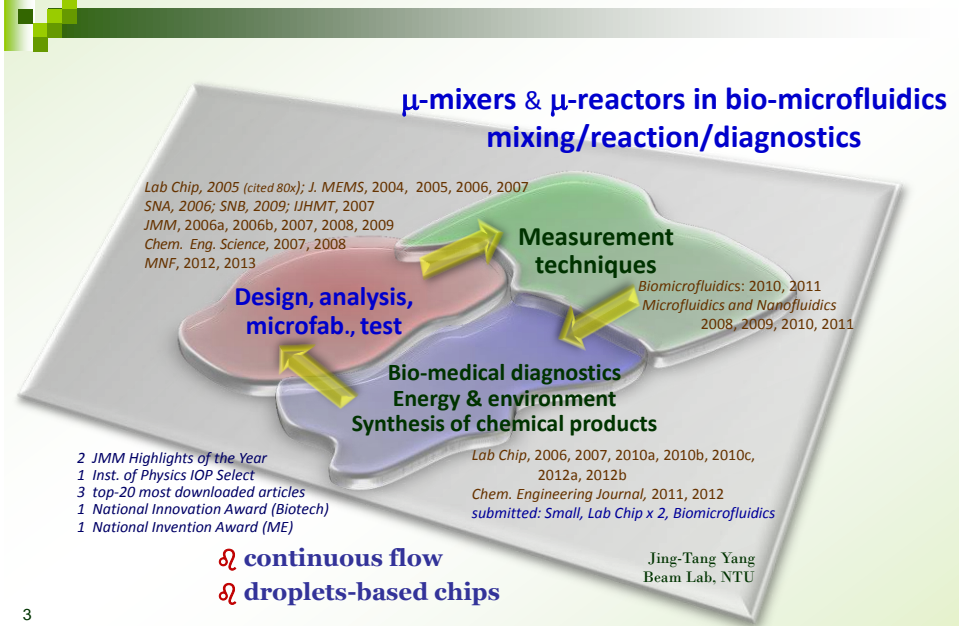 μ-mixers & μ-reactors in bio-microfluidics
mixing/reaction/diagnostics
Lab Chip, 2005 (cited 80x); J. MEMS, 2004, 2005, 2006, 2007
SNA, 2006; SNB, 2009; IJHMT, 2007
JMM, 2006a, 2006b, 2007, 2008, 2009
Chem. Eng. Science, 2007, 2008
MNF, 2012, 2013
Measurement
techniques
Biomicrofluidics: 2010, 2011
Microfluidics and Nanofluidics
2008, 2009, 2010, 2011
Design, analysis,
microfab., test
Bio-medical diagnostics
Energy & environment
Synthesis of chemical products
Lab Chip, 2006, 2007, 2010a, 2010b, 2010c,
2012a, 2012b
Chem. Engineering Journal, 2011, 2012
submitted: Small, Lab Chip x 2, Biomicrofluidics
2 JMM Highlights of the Year
1 Inst. of Physics IOP Select
3 top-20 most downloaded articles
1 National Innovation Award (Biotech)
1 National Invention Award (ME)
♌ continuous flow
♌ droplets-based chips
Jing-Tang Yang
Beam Lab, NTU
3